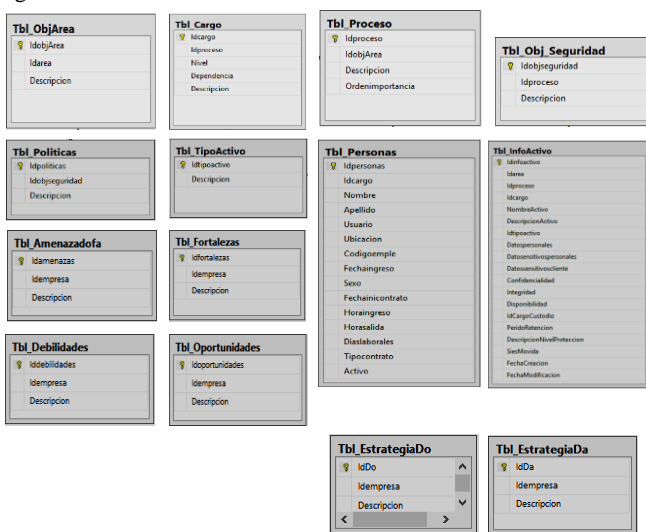 Tbl_ObjArea
IdobjArea
Idarea
Descripcion
Tbl_Cargo
Idcargo
Idproceso
Nivel
Dependencia
Descripcion
Tbl_Proceso
Idproceso
IdobjArea
Descripcion
Ordenimportancia
Tbl_Obj_Seguridad
Idobjseguridad
Idproceso
Descripcion
Tbl_Politicas
Idpoliticas
Idobjseguridad
Descripcion
Tbl_TipoActivo
Idtipoactivo
Descripcion
Tbl_Personas
Idpersonas
Idcargo
Nombre
Apellido
Usuario
Ubicacion
Codigoemple
Fechaingreso
Sexo
Fechainicontrato
Horaingreso
Horasalida
Diaslaborales
Tipocontrato
Activo
Tbl_InfoActivo
Idinfoactivo
Idarea
Idproceso
Idcargo
NombreActivo
DescripcionActivo
Idtipoactivo
Datospersonales
Datosensitivospersonales
Datossensitivoscliente
Confidencialidad
Integridad
Disponibilidad
IdCargoCustodio
PeridoRetencion
DescripcionNivelProteccion
SiesMovida
FechaCreacion
FechaModificacion
Tbl_Amenazadofa
Idamenazas
Idempresa
Descripcion
Tbl_Fortalezas
Idfortalezas
Idempresa
Descripcion
Tbl_Debilidades
Iddebilidades
Idempresa
Descripcion
Tbl_Oportunidades
Idoportunidades
Idempresa
Descripcion
Tbl_EstrategiaDo
IdDo
Idempresa
Descripcion
Tbl_EstrategiaDa
IdDa
Idempresa
Descripcion